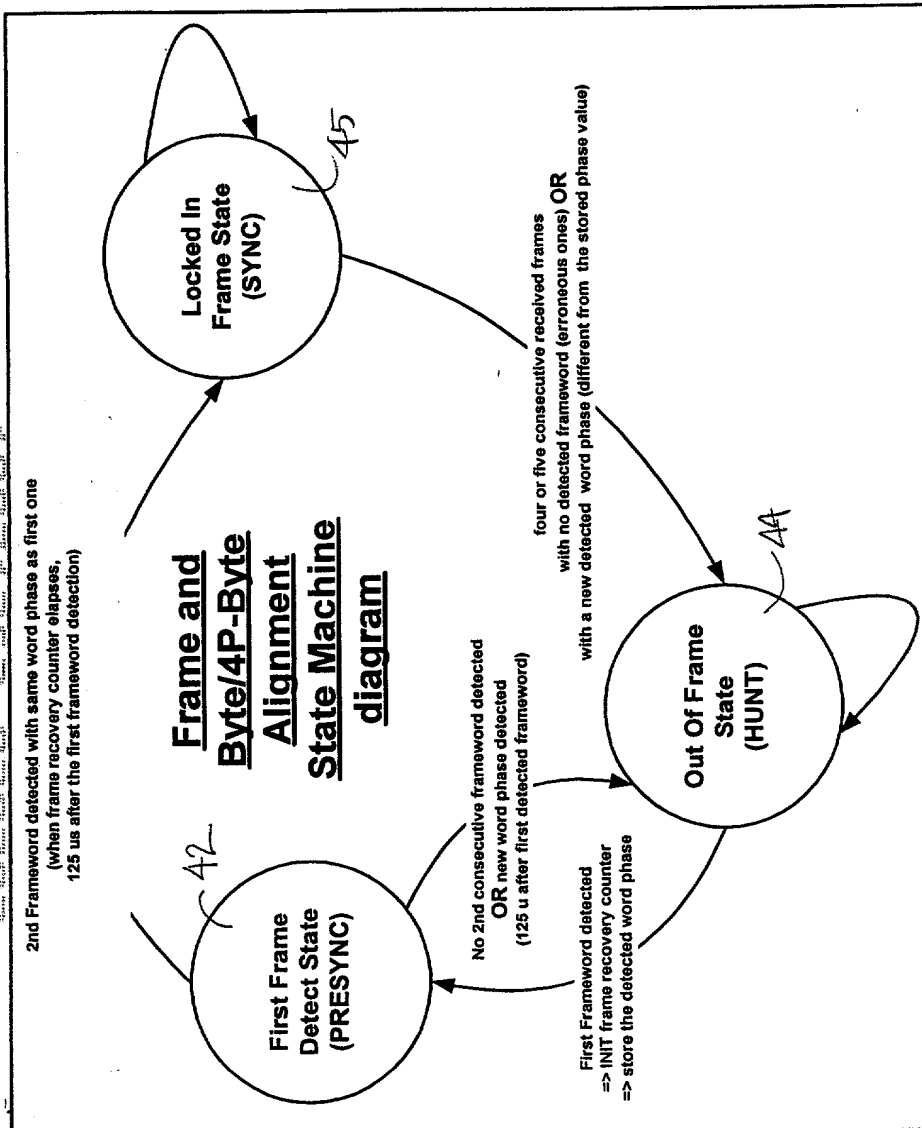 2nd Frameword detected with same word phase as first one
(when frame recovery counter elapses,
125 us after the first frameword detection)
Frame and
Byte/4P-Byte
Alignment
State Machine
diagram
First Frame
Detect State
(PRESYNC)
42
Locked In
Frame State
(SYNC)
45
No 2nd consecutive frameword detected
OR new word phase detected
(125 u after first detected frameword)
four or five consecutive received frames
with no detected frameword (erroneous ones) OR
with a new detected word phase (different from the stored phase value)
First Frameword detected
=> INIT frame recovery counter
=> store the detected word phase
Out Of Frame
State
(HUNT)
44